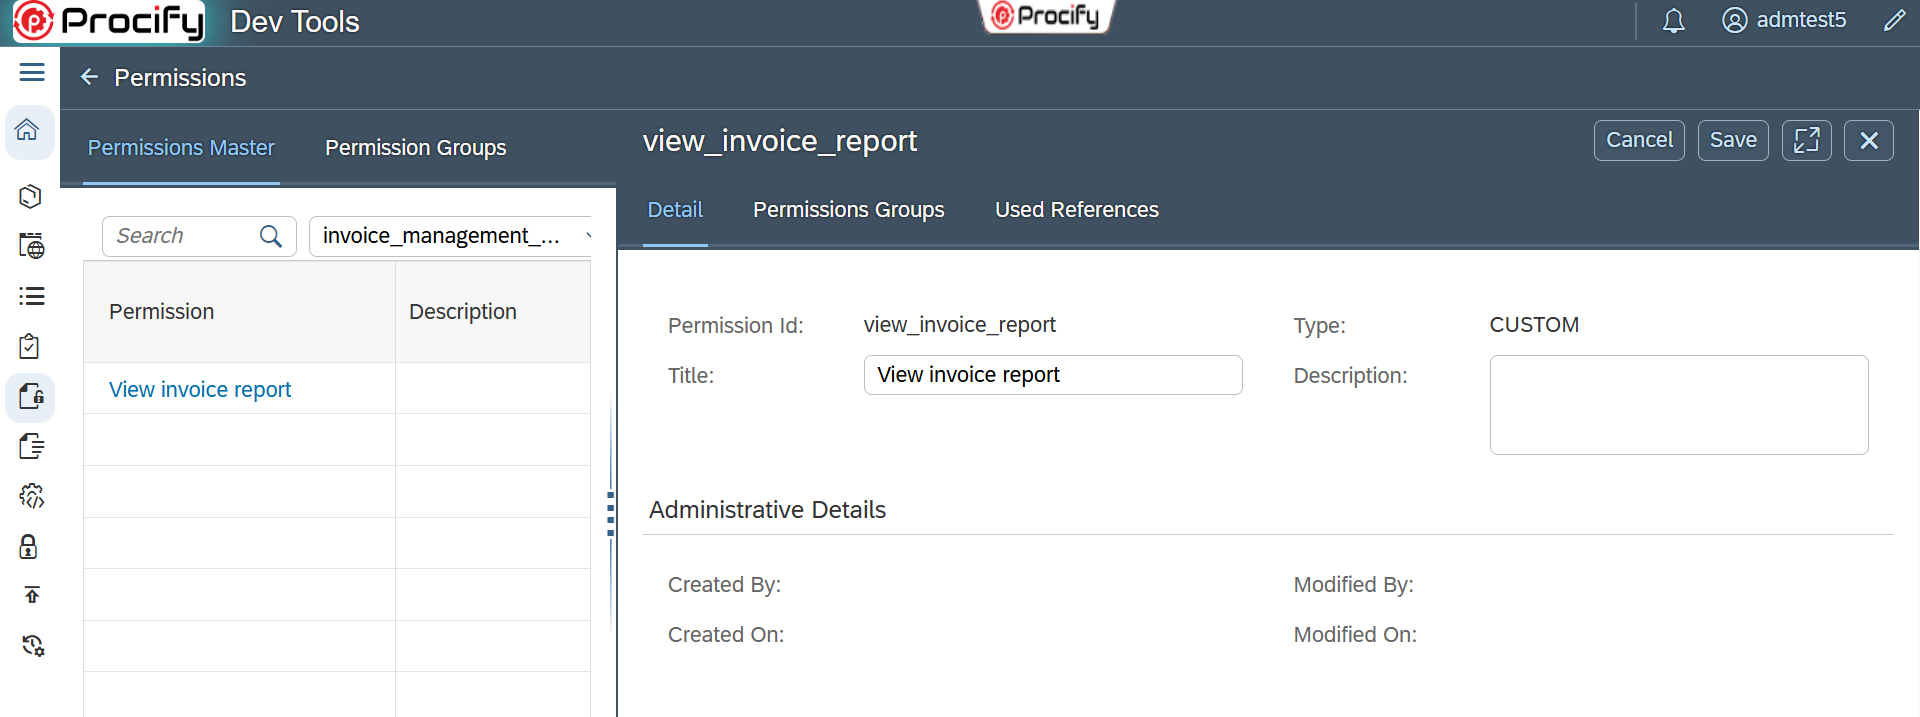 Procify Dev Tools
Procify
admtest5
Permissions
Permissions Master
Permission Groups
Search
invoice_management_...
Permission
Description
View invoice report
view_invoice_report
Cancel
Save
Detail
Permissions Groups
Used References
Permission Id: view_invoice_report
Type: CUSTOM
Title: View invoice report
Description:
Administrative Details
Created By:
Modified By:
Created On:
Modified On: